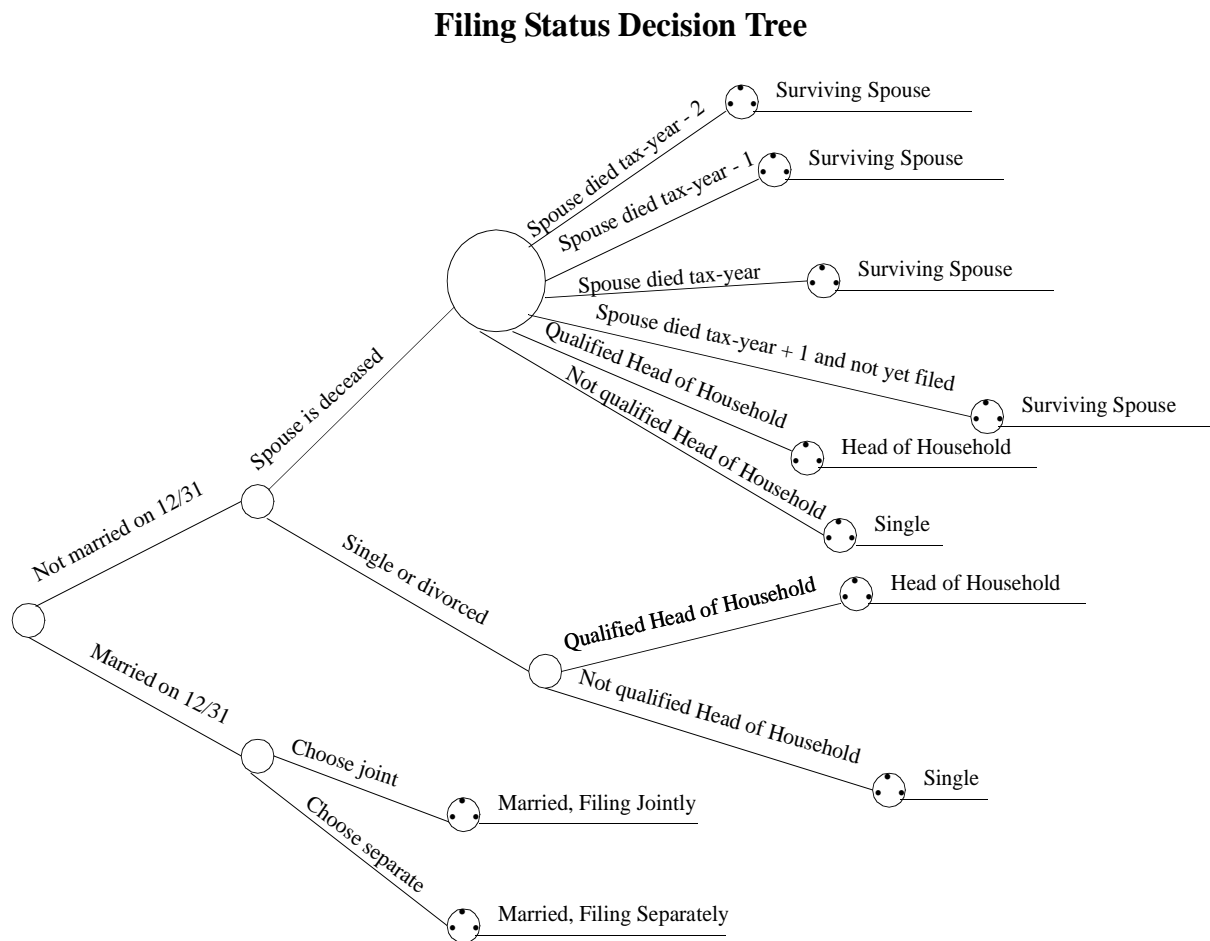 Filing Status Decision Tree
Spouse died tax-year - 2
Surviving Spouse
Spouse died tax-year - 1
Surviving Spouse
Spouse died tax-year
Surviving Spouse
Spouse died tax-year + 1 and not yet filed
Surviving Spouse
Qualified Head of Household
Head of Household
Not qualified Head of Household
Single
Spouse is deceased
Not married on 12/31
Single or divorced
Qualified Head of Household
Head of Household
Not qualified Head of Household
Single
Married on 12/31
Choose joint
Married, Filing Jointly
Choose separate
Married, Filing Separately